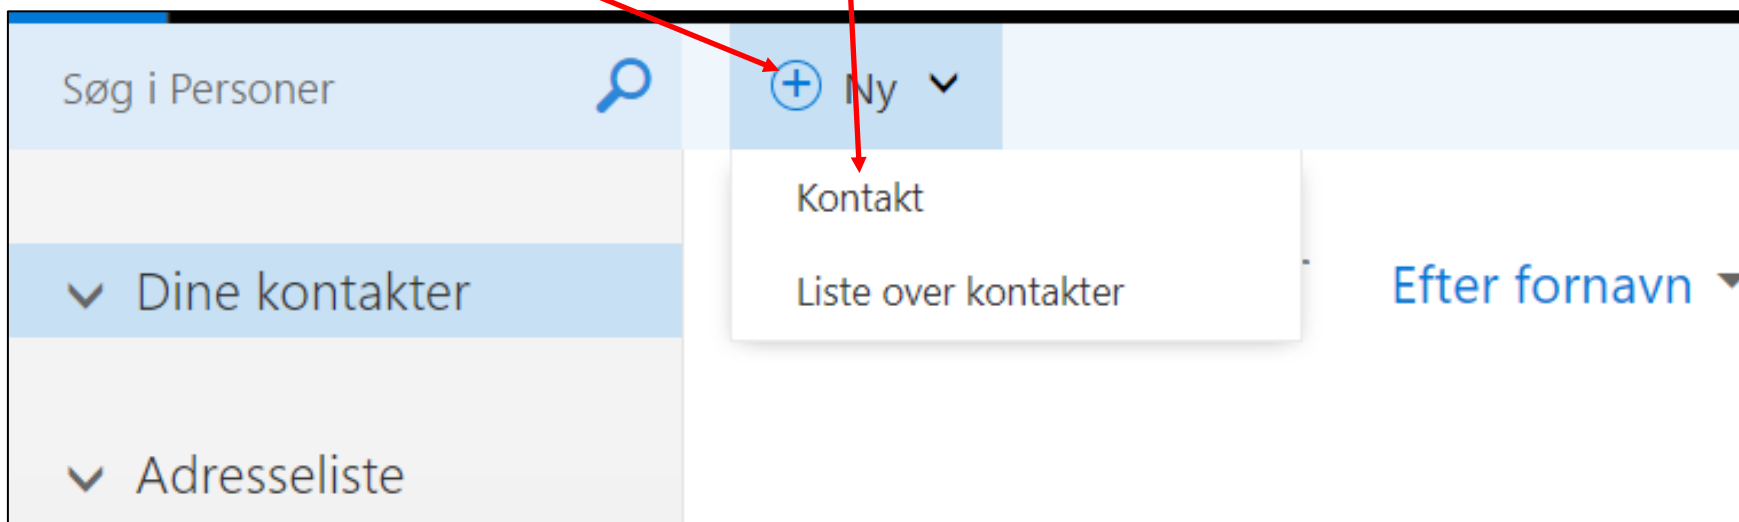 Søg i Personer
Ny
Kontakt
Liste over kontakter
Efter fornavn
Dine kontakter
Adresseliste